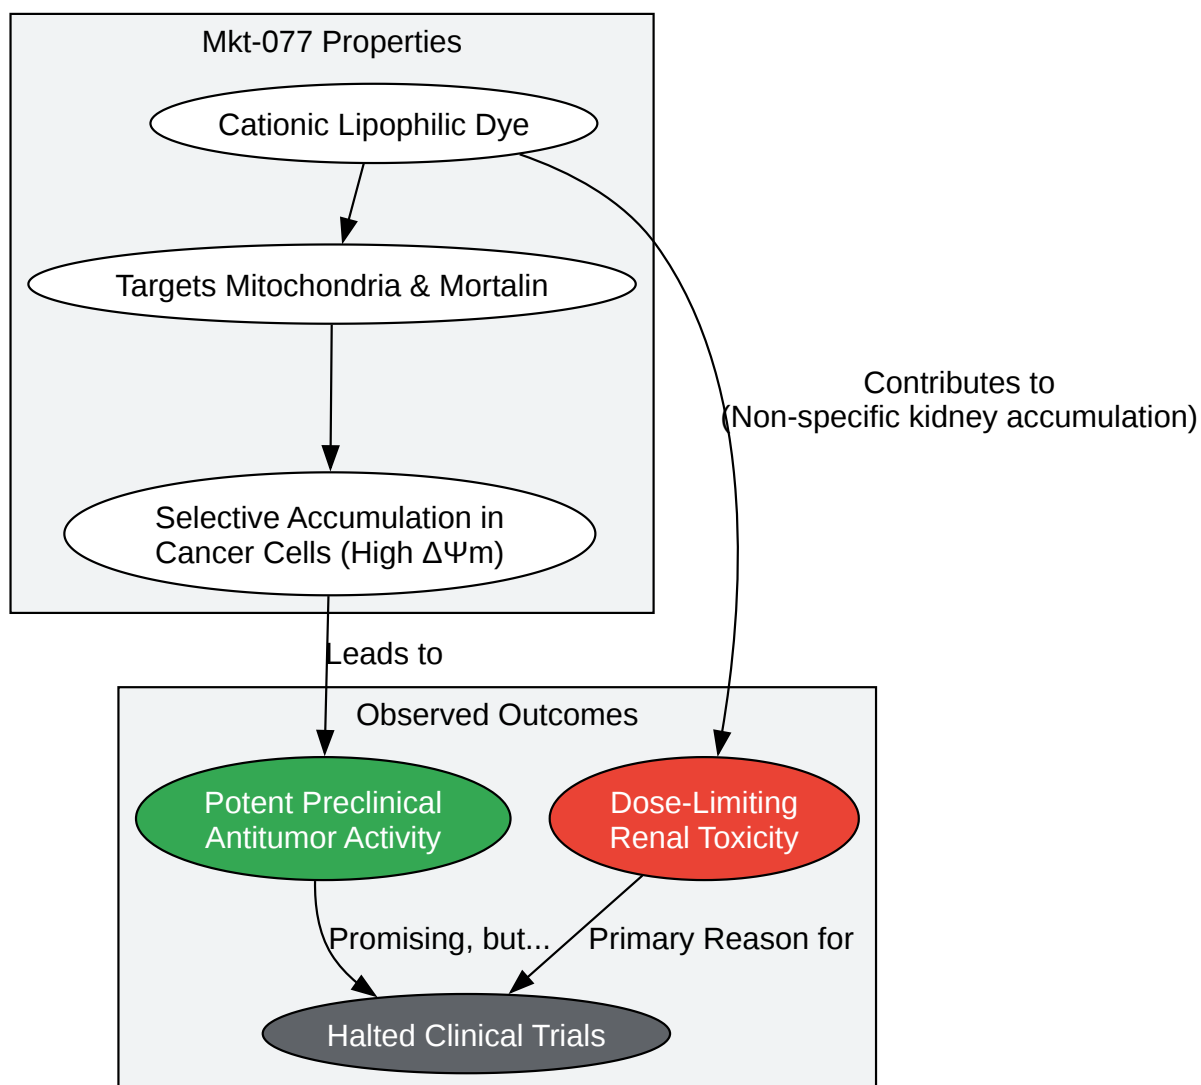 Mkt-077 Properties
Cationic Lipophilic Dye
Targets Mitochondria & Mortalin
Contributes to
(Non-specific kidney accumulation)
Selective Accumulation in
Cancer Cells (High ΔΨm)
Leads to
Observed Outcomes
Potent Preclinical
Antitumor Activity
Dose-Limiting
Renal Toxicity
Promising, but...
Primary Reason for
Halted Clinical Trials